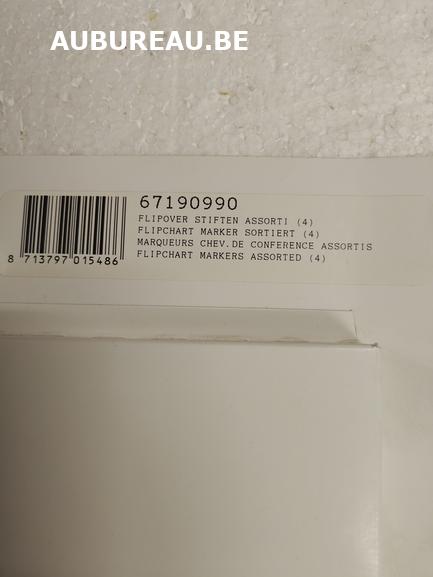 AUBUREAU.BE
67190990
FLIPOVER STIFTEN ASSORTI (4)
FLIPCHART MARKER SORTIERT (4)
MARQUEURS CHEV.DE CONFERENCE ASSORTIS
FLIPCHART MARKERS ASSORTED (4)
8 713797 015486